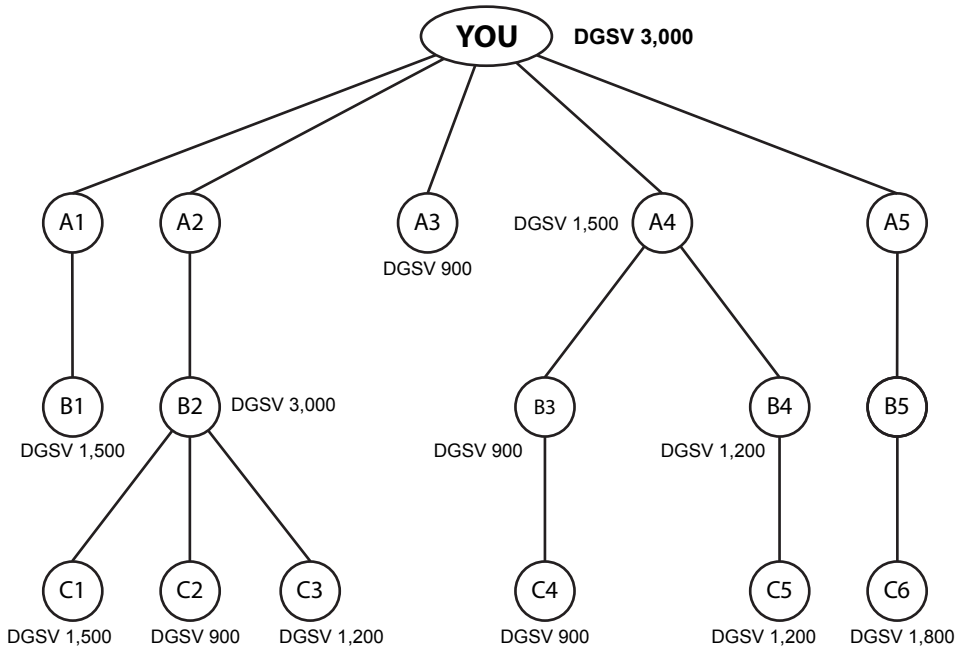 YOU DGSV 3,000
A1 A2 A3 DGSV 1,500 A4 A5
DGSV 900
B1 B2 DGSV 3,000 B3 B4 B5
DGSV 1,500 DGSV 900 DGSV 1,200
C1 C2 C3 C4 C5 C6
DGSV 1,500 DGSV 900 DGSV 1,200 DGSV 900 DGSV 1,200 DGSV 1,800